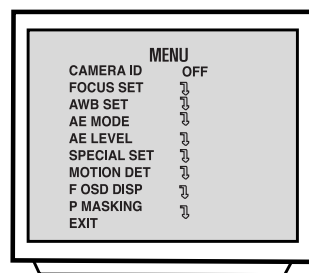 MENU
CAMERA ID OFF
FOCUS SET ⮧
AWB SET ⮧
AE MODE ⮧
AE LEVEL ⮧
SPECIAL SET ⮧
MOTION DET ⮧
F OSD DISP ⮧
P MASKING ⮧
EXIT